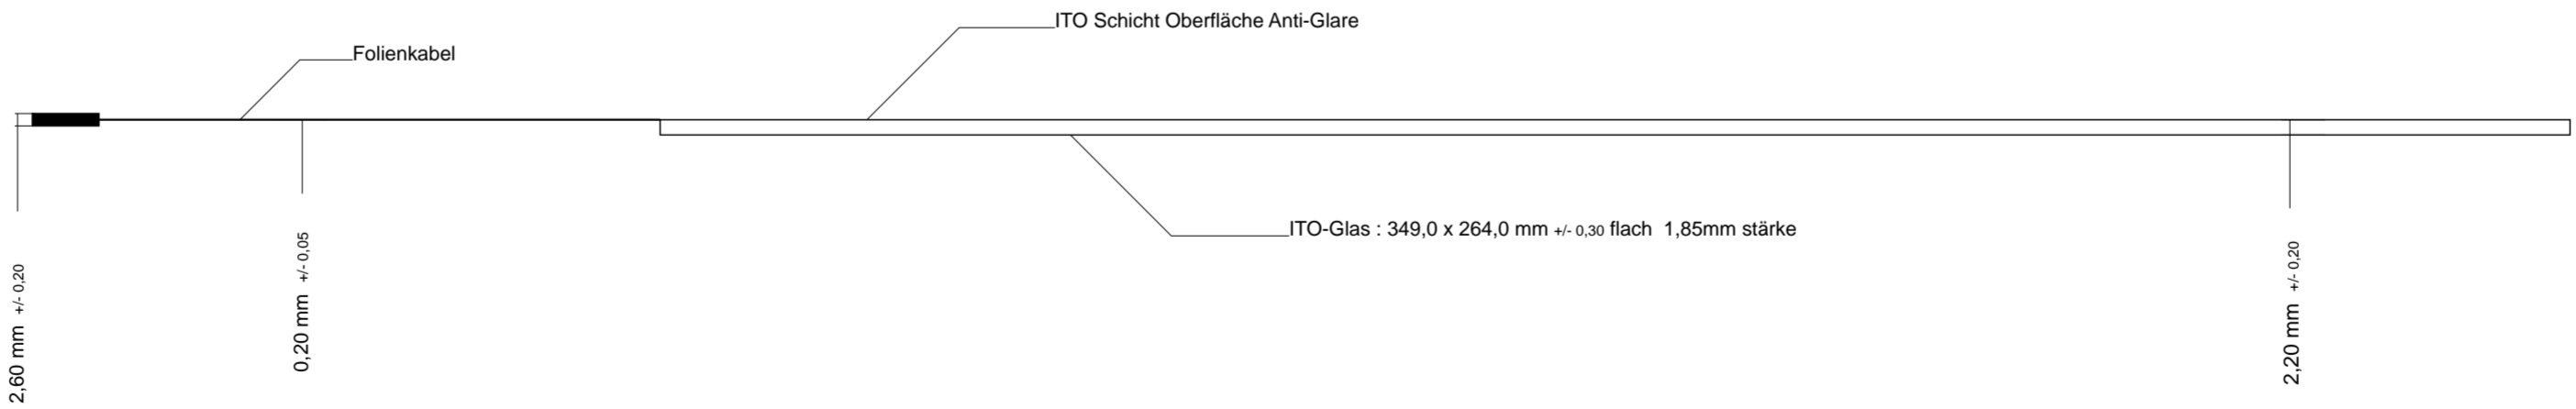 ITO Schicht Oberfläche Anti-Glare
Folienkabel
ITO-Glas : 349,0 x 264,0 mm +/- 0,30 flach 1,85mm stärke
2,60 mm +/- 0,20
0,20 mm +/- 0,05
2,20 mm +/- 0,20